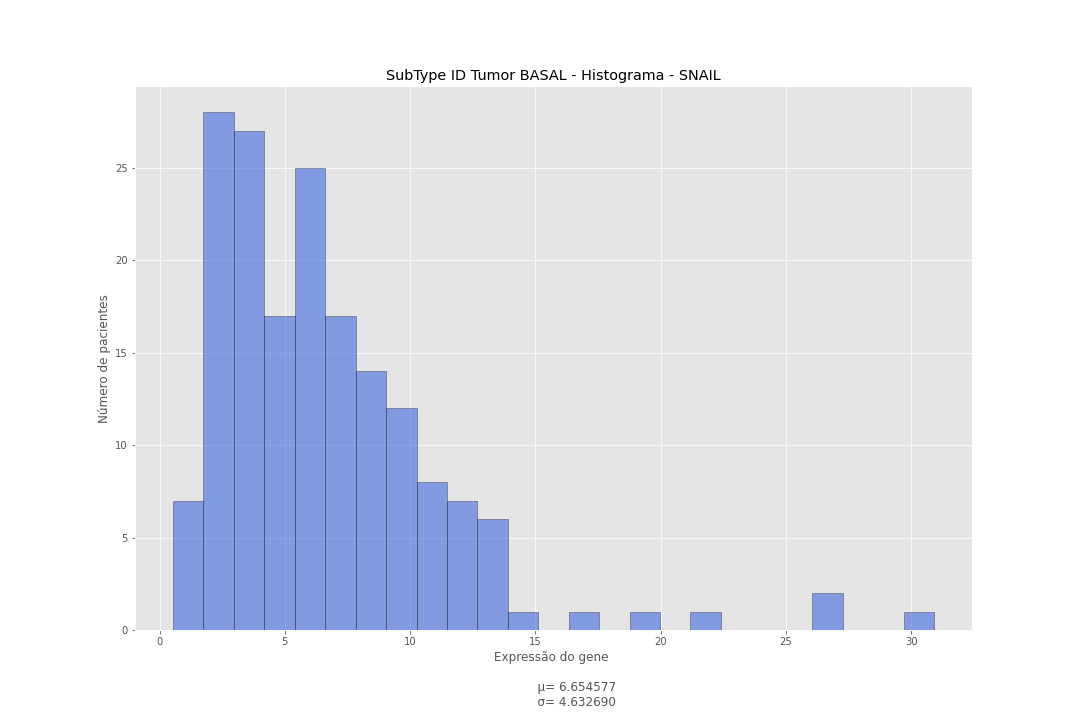 SubType ID Tumor BASAL - Histograma - SNAIL
25
20
15
10
5
0
Número de pacientes
0 5 10 15 20 25 30
Expressão do gene
μ= 6.654577
σ= 4.632690